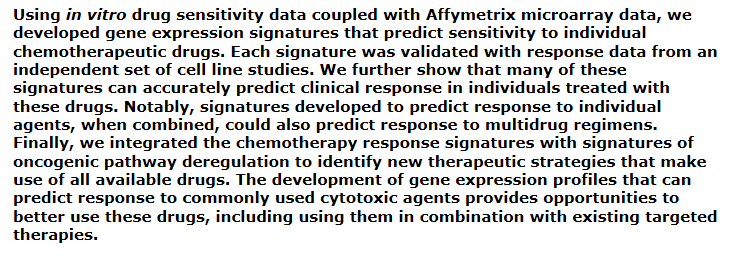 Using in vitro drug sensitivity data coupled with Affymetrix microarray data, we
developed gene expression signatures that predict sensitivity to individual
chemotherapeutic drugs. Each signature was validated with response data from an
independent set of cell line studies. We further show that many of these
signatures can accurately predict clinical response in individuals treated with
these drugs. Notably, signatures developed to predict response to individual
agents, when combined, could also predict response to multidrug regimens.
Finally, we integrated the chemotherapy response signatures with signatures of
oncogenic pathway deregulation to identify new therapeutic strategies that make
use of all available drugs. The development of gene expression profiles that can
predict response to commonly used cytotoxic agents provides opportunities to
better use these drugs, including using them in combination with existing targeted
therapies.